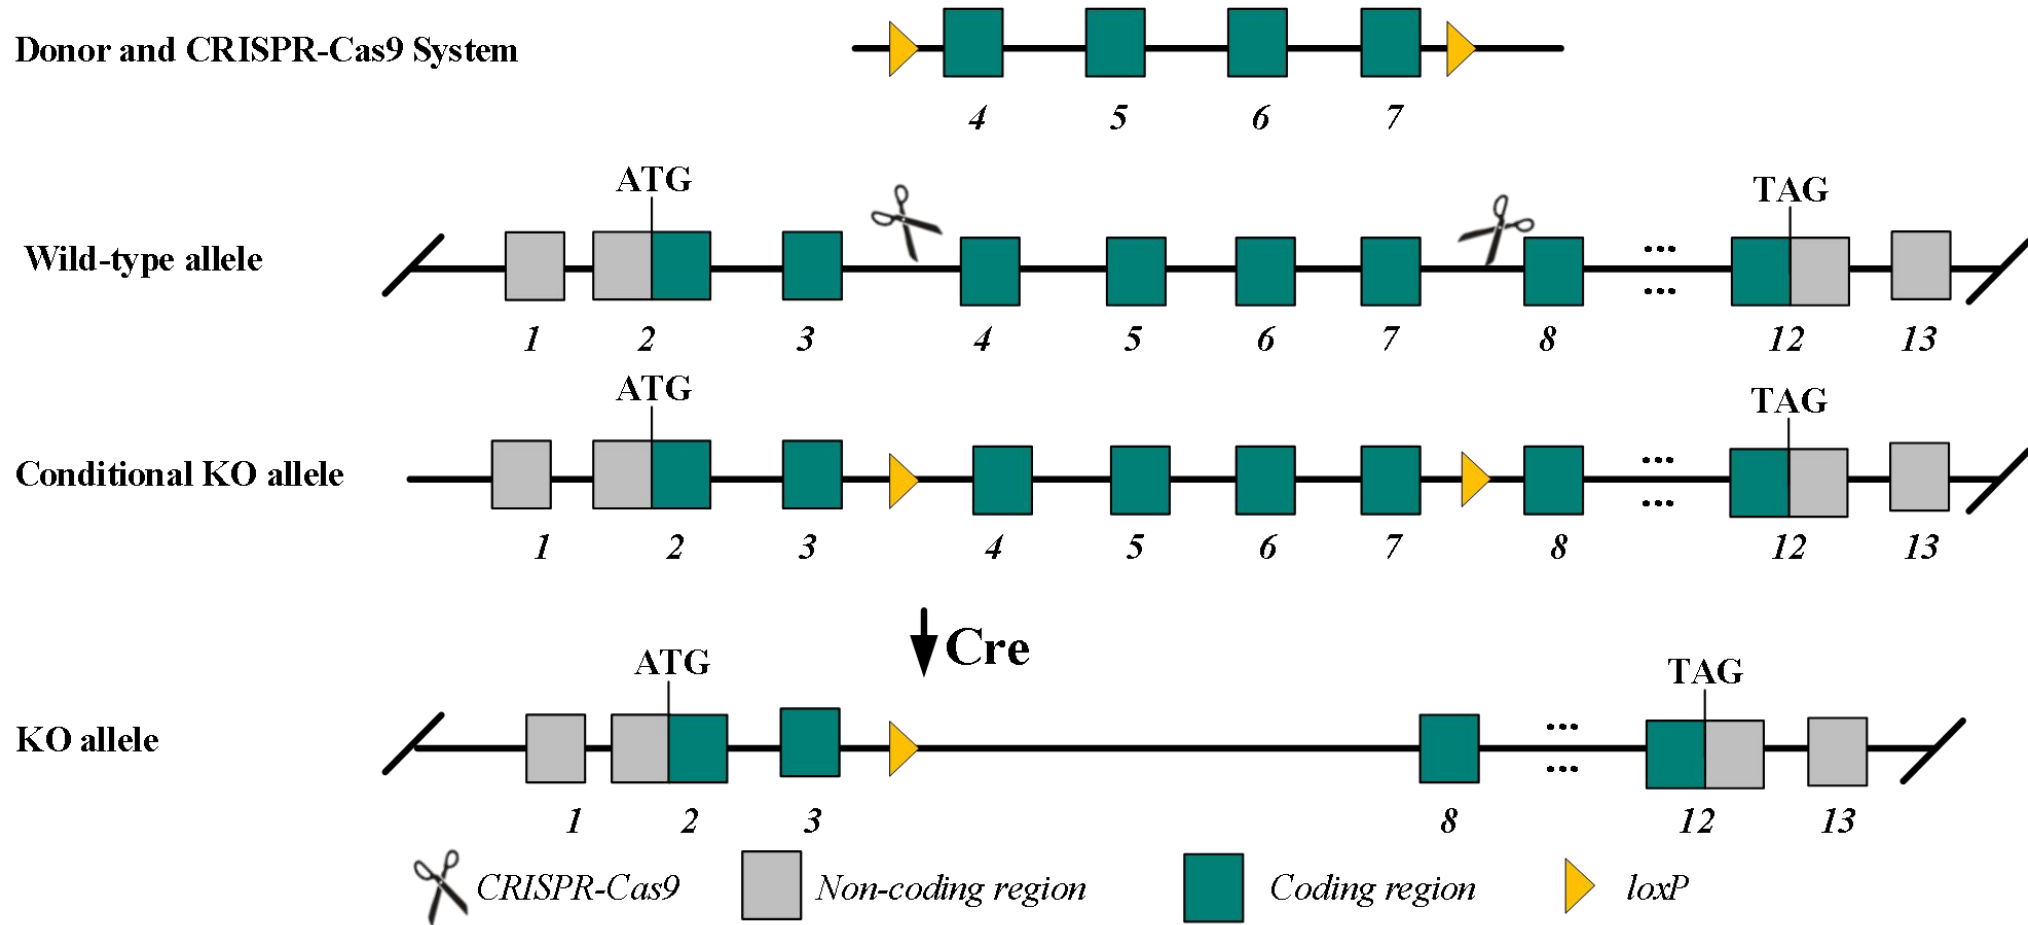 Donor and CRISPR-Cas9 System
4 5 6 7
ATG TAG
Wild-type allele
... ...
1 2 3 4 5 6 7 8 12 13
ATG TAG
Conditional KO allele
... ...
1 2 3 4 5 6 7 8 12 13
Cre
ATG TAG
KO allele
... ...
1 2 3 8 12 13
CRISPR-Cas9 Non-coding region Coding region loxP